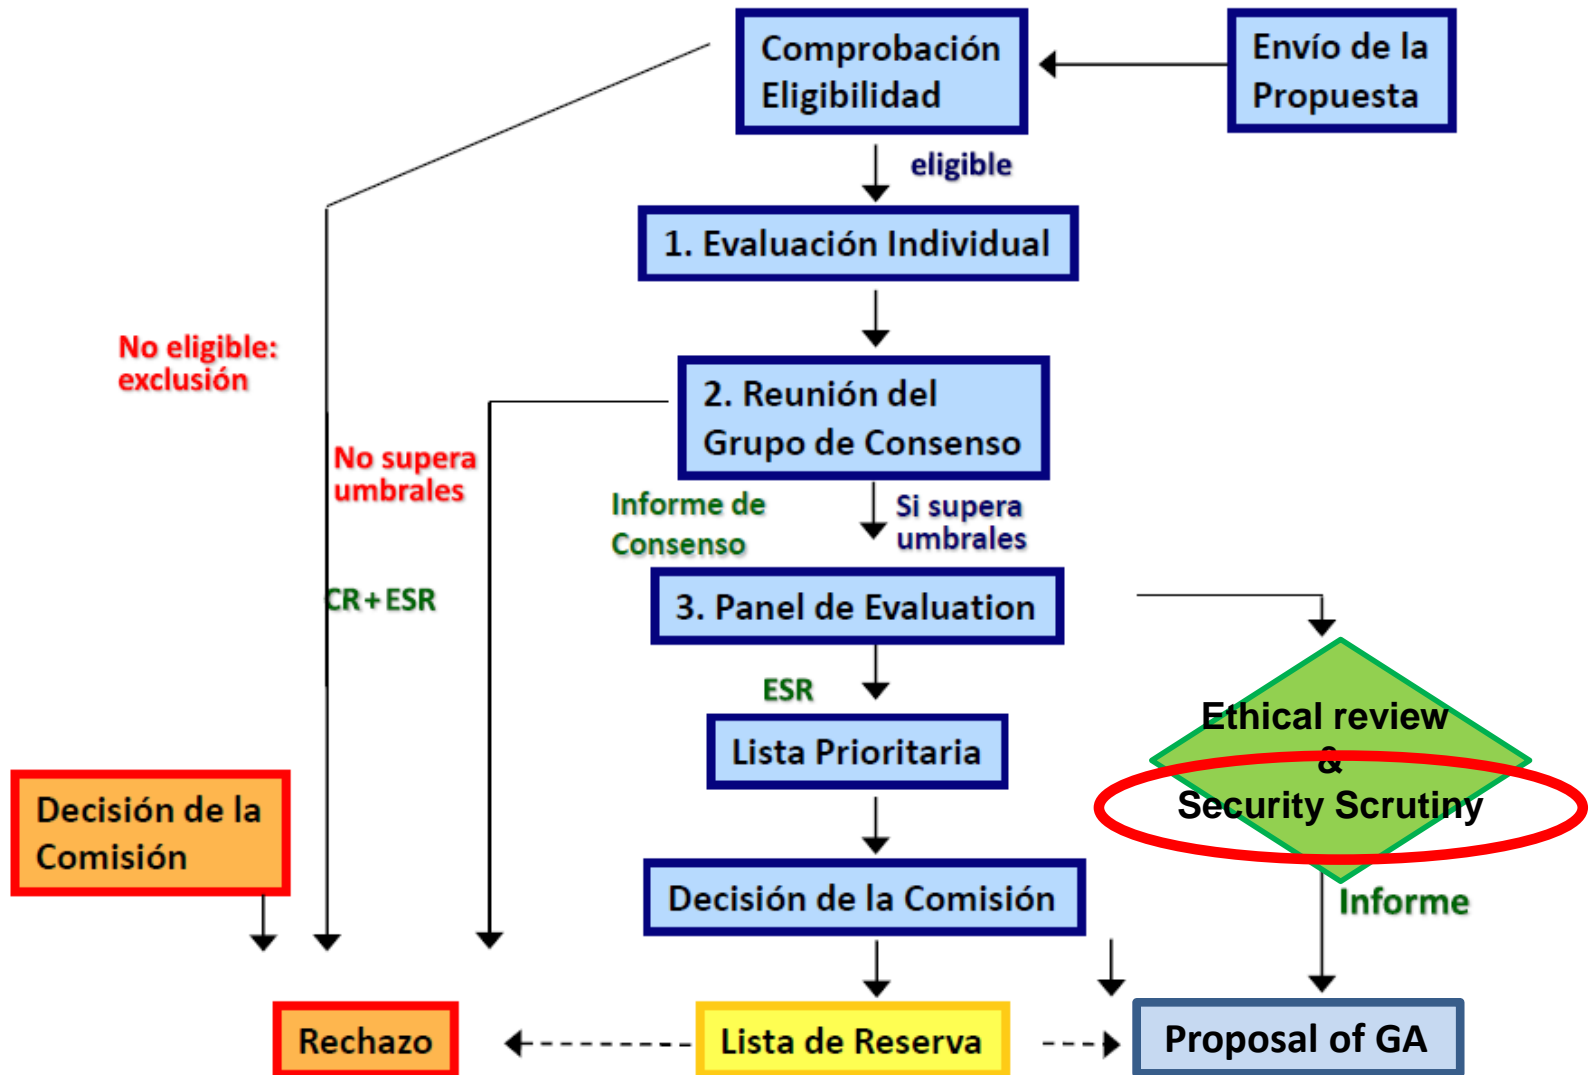 Comprobación
Eligibilidad
Envío de la
Propuesta
eligible
1. Evaluación Individual
No eligible:
exclusión
2. Reunión del
Grupo de Consenso
No supera
umbrales
Informe de
Consenso
Si supera
umbrales
CR+ESR
3. Panel de Evaluation
ESR
Lista Prioritaria
Ethical review
&
Security Scrutiny
Decisión de la
Comisión
Decisión de la Comisión
Informe
Rechazo
Lista de Reserva
Proposal of GA